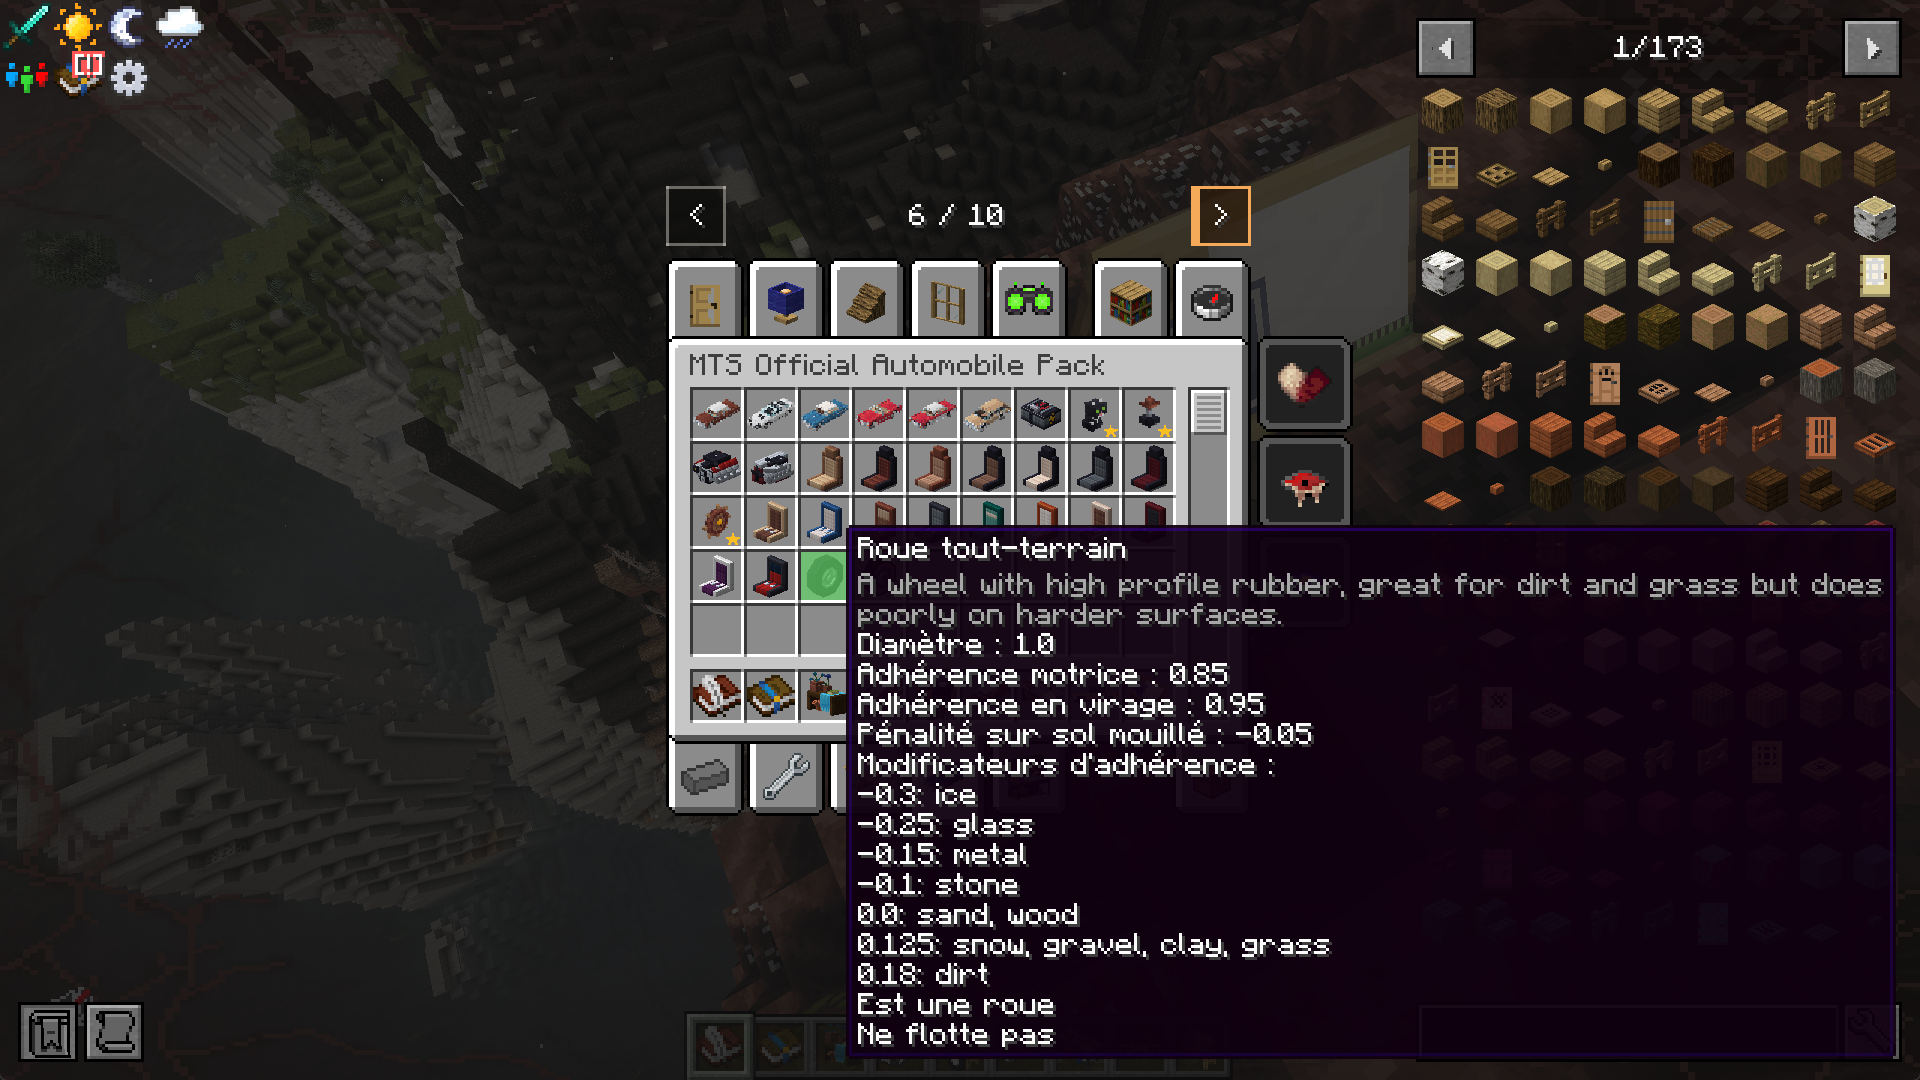 1/173
6 / 10
MTS Official Automobile Pack
Roue tout-terrain
A wheel with high profile rubber, great for dirt and grass but does
poorly on harder surfaces.
Diamètre : 1.0
Adhérence motrice : 0.85
Adhérence en virage : 0.95
Pénalité sur sol mouillé : -0.05
Modificateurs d'adhérence :
-0.3: ice
-0.25: glass
-0.15: metal
-0.1: stone
0.0: sand, wood
0.125: snow, gravel, clay, grass
0.18: dirt
Est une roue
Ne flotte pas